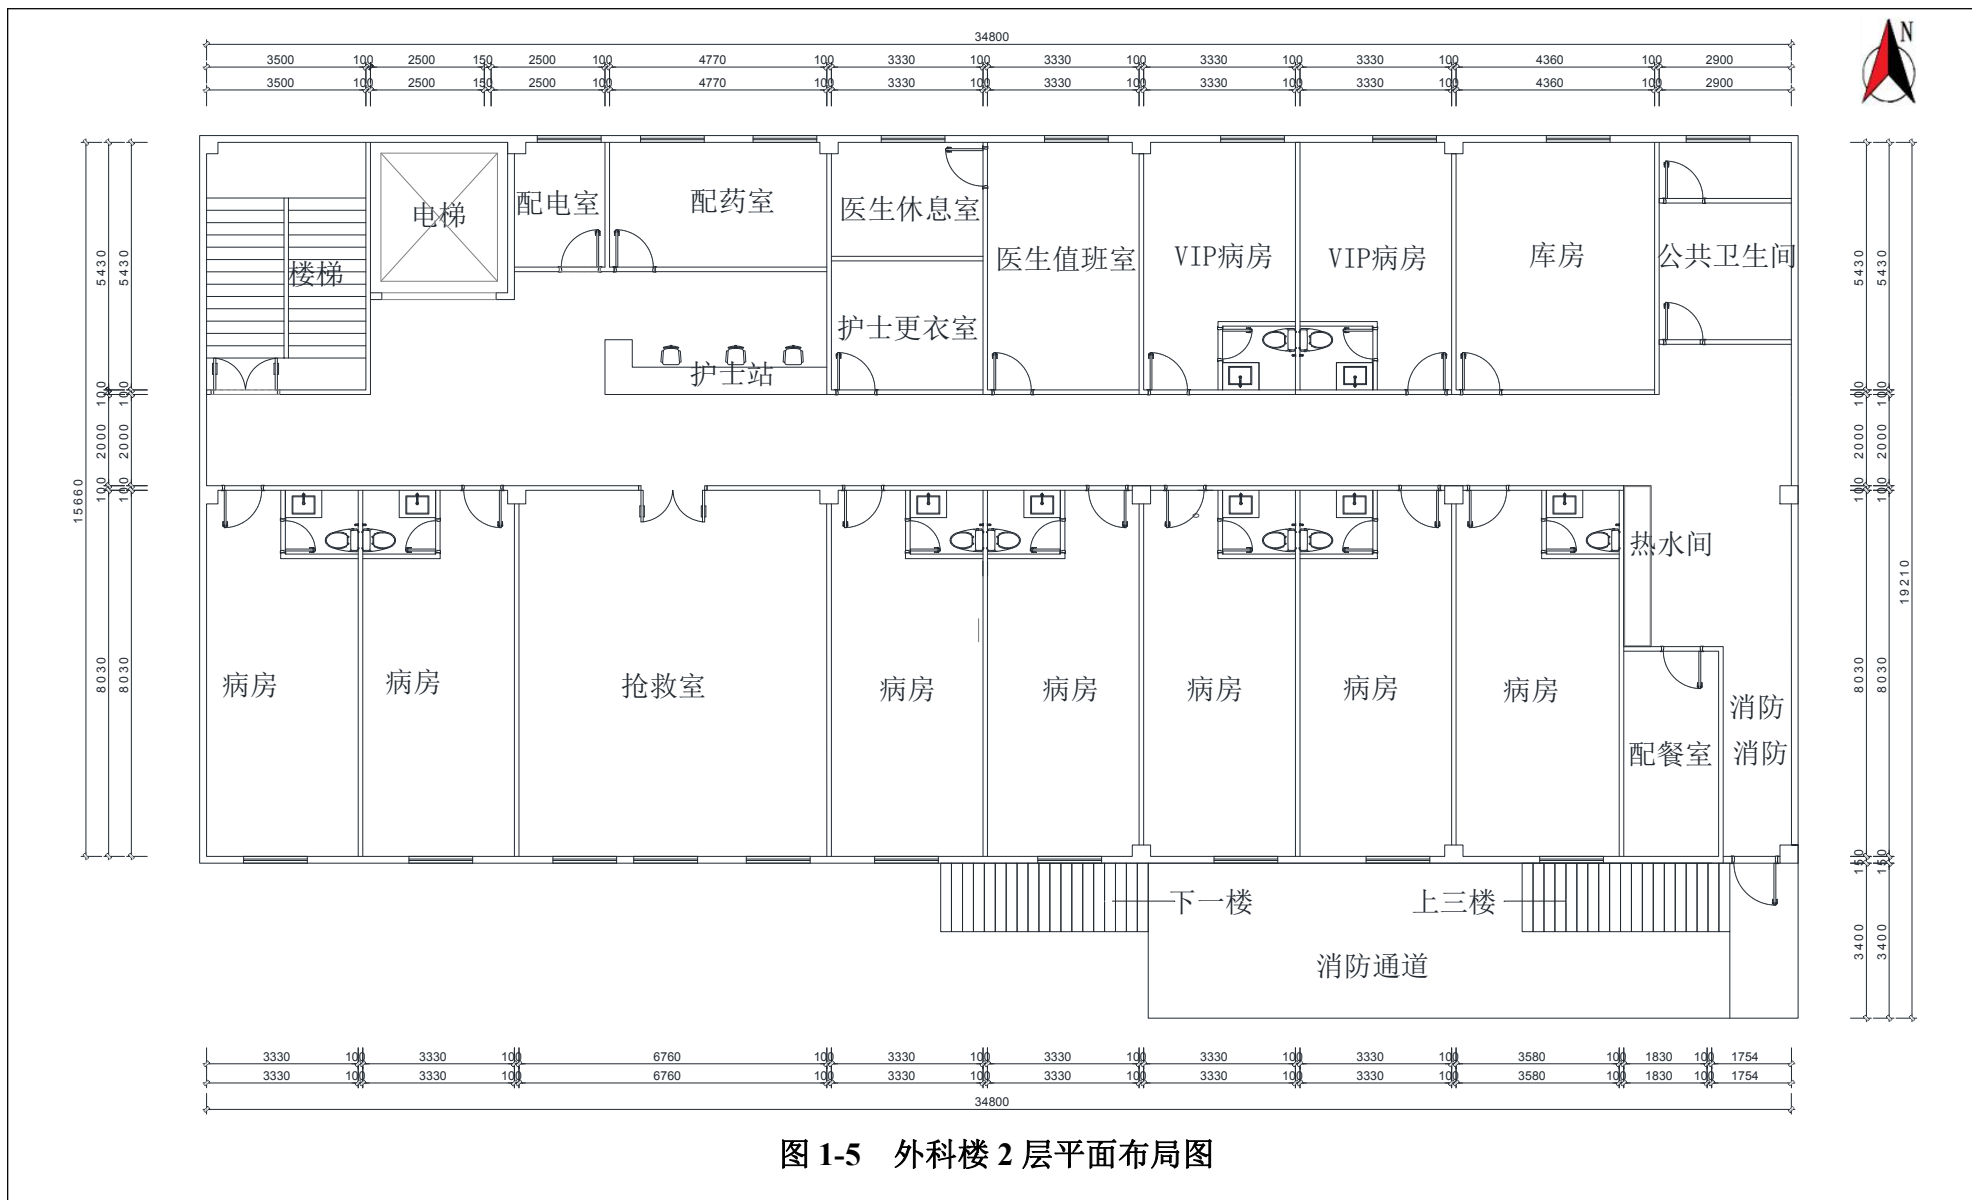 N
34800
3500 100 2500 150 2500 100 4770 100 3330 100 3330 100 3330 100 3330 100 4360 100 2900
3500 100 2500 150 2500 100 4770 100 3330 100 3330 100 3330 100 3330 100 4360 100 2900
15660
5430 100 2000 100 8030
5430 100 2000 100 8030
电梯
楼梯
配电室
配药室
护士站
医生休息室
护士更衣室
医生值班室
VIP病房
VIP病房
库房
公共卫生间
病房
病房
抢救室
病房
病房
病房
病房
病房
热水间
配餐室
消防
消防
下一楼
上三楼
消防通道
5430 100 2000 100 8030 150 3400
5430 100 2000 100 8030 150 3400
19210
3330 100 3330 100 6760 100 3330 100 3330 100 3330 100 3330 100 3580 100 1830 100 1754
3330 100 3330 100 6760 100 3330 100 3330 100 3330 100 3330 100 3580 100 1830 100 1754
34800
图 1-5 外科楼 2 层平面布局图